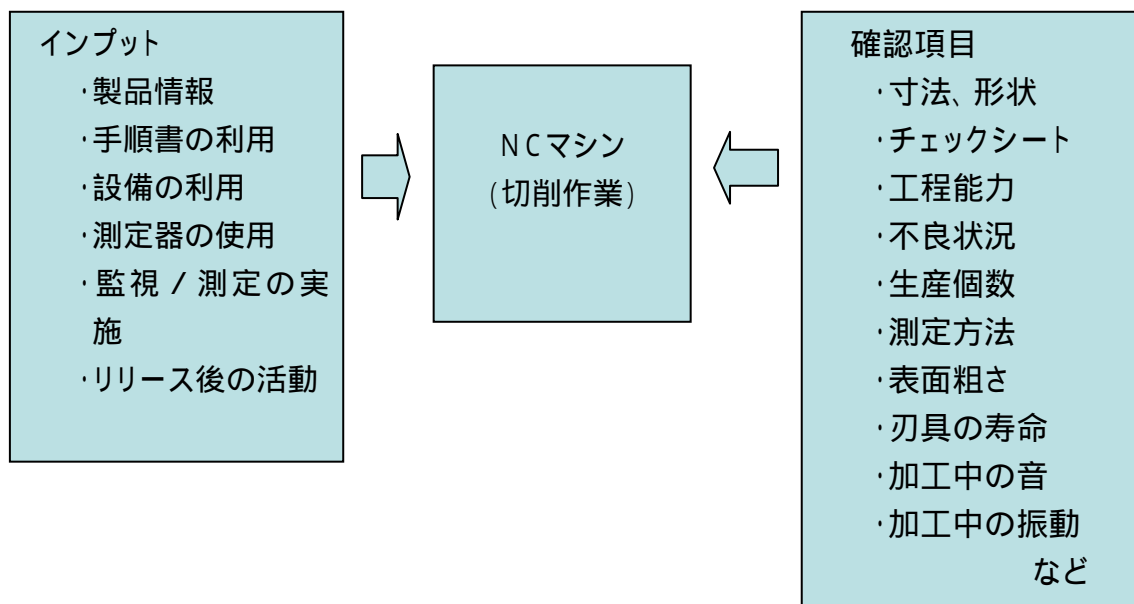 インプット
・製品情報
・手順書の利用
・設備の利用
・測定器の使用
・監視／測定の実
施
・リリース後の活動
NCマシン
(切削作業)
確認項目
・寸法、形状
・チェックシート
・工程能力
・不良状況
・生産個数
・測定方法
・表面粗さ
・刃具の寿命
・加工中の音
・加工中の振動
など